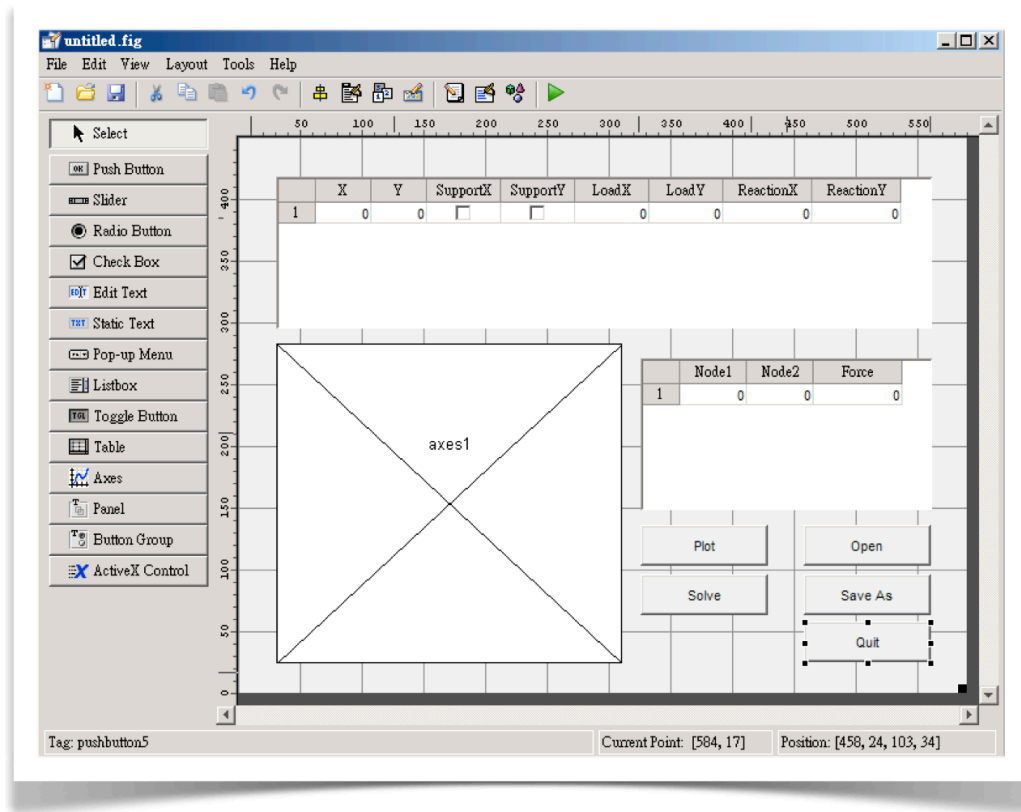 untitled.fig
File Edit View Layout Tools Help
Select
OK Push Button
Slider
Radio Button
Check Box
EDIT Edit Text
TXT Static Text
Pop-up Menu
Listbox
TGL Toggle Button
Table
Axes
Panel
Button Group
ActiveX Control
50 100 150 200 250 300 350 400 450 500 550
400
350
300
250
200
150
100
50
0
X Y SupportX SupportY LoadX LoadY ReactionX ReactionY
1 0 0 0 0 0 0
axes1
Node1 Node2 Force
1 0 0 0
Plot Open
Solve Save As
Quit
Tag: pushbutton5 Current Point: [584, 17] Position: [458, 24, 103, 34]